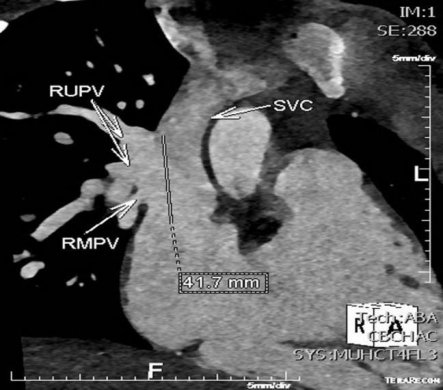 IM:1
SE:288
5mm/div
RUPV
SVC
L
RMPV
41.7 mm
R A
Tech:ABA
CBCHAC
SYS:MUHCT4FL3
F
5mm/div
TERARECON